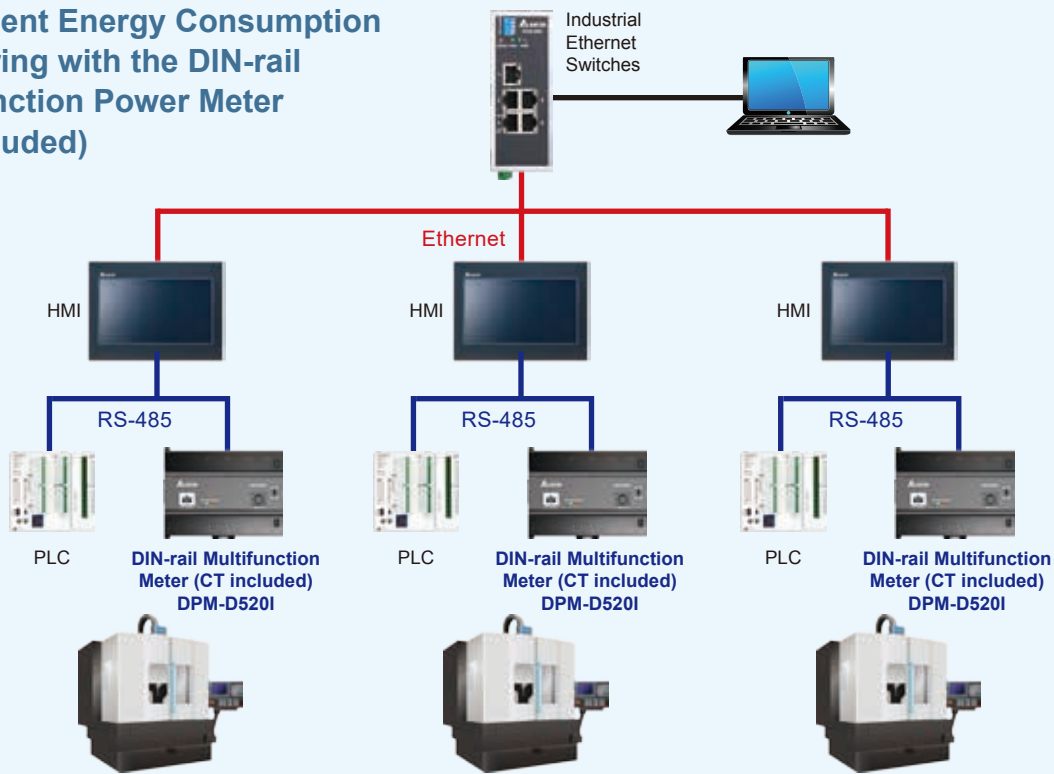 ent Energy Consumption
ing with the DIN-rail
nction Power Meter
luded)
Industrial
Ethernet
Switches
Ethernet
HMI
HMI
HMI
RS-485
RS-485
RS-485
PLC
DIN-rail Multifunction
Meter (CT included)
DPM-D520I
PLC
DIN-rail Multifunction
Meter (CT included)
DPM-D520I
PLC
DIN-rail Multifunction
Meter (CT included)
DPM-D520I